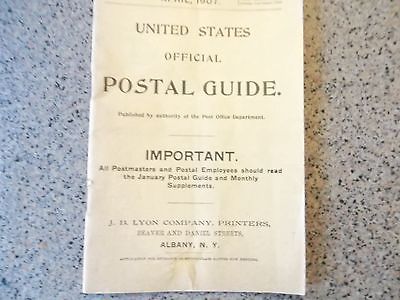 UNITED STATES
OFFICIAL
POSTAL GUIDE.
Published by authority of the Post Office Department.
IMPORTANT.
All Postmasters and Postal Employees should read
the January Postal Guide and Monthly
Supplements.
J. B. LYON COMPANY, PRINTERS,
BEAVER AND DANIEL STREETS,
ALBANY, N. Y.